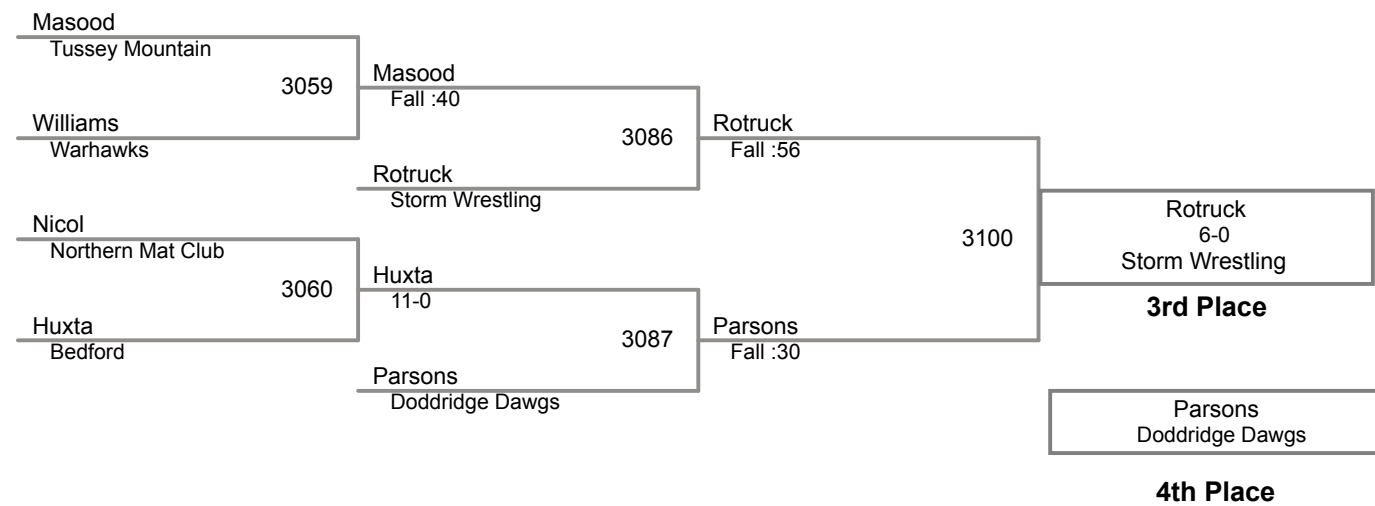 Masood
Tussey Mountain
3059
Williams
Warhawks
Nicol
Northern Mat Club
3060
Huxta
Bedford
Masood
Fall :40
3086
Rotruck
Storm Wrestling
Huxta
11-0
3087
Parsons
Doddridge Dawgs
Rotruck
Fall :56
3100
Parsons
Fall :30
Rotruck
6-0
Storm Wrestling
3rd Place
Parsons
Doddridge Dawgs
4th Place